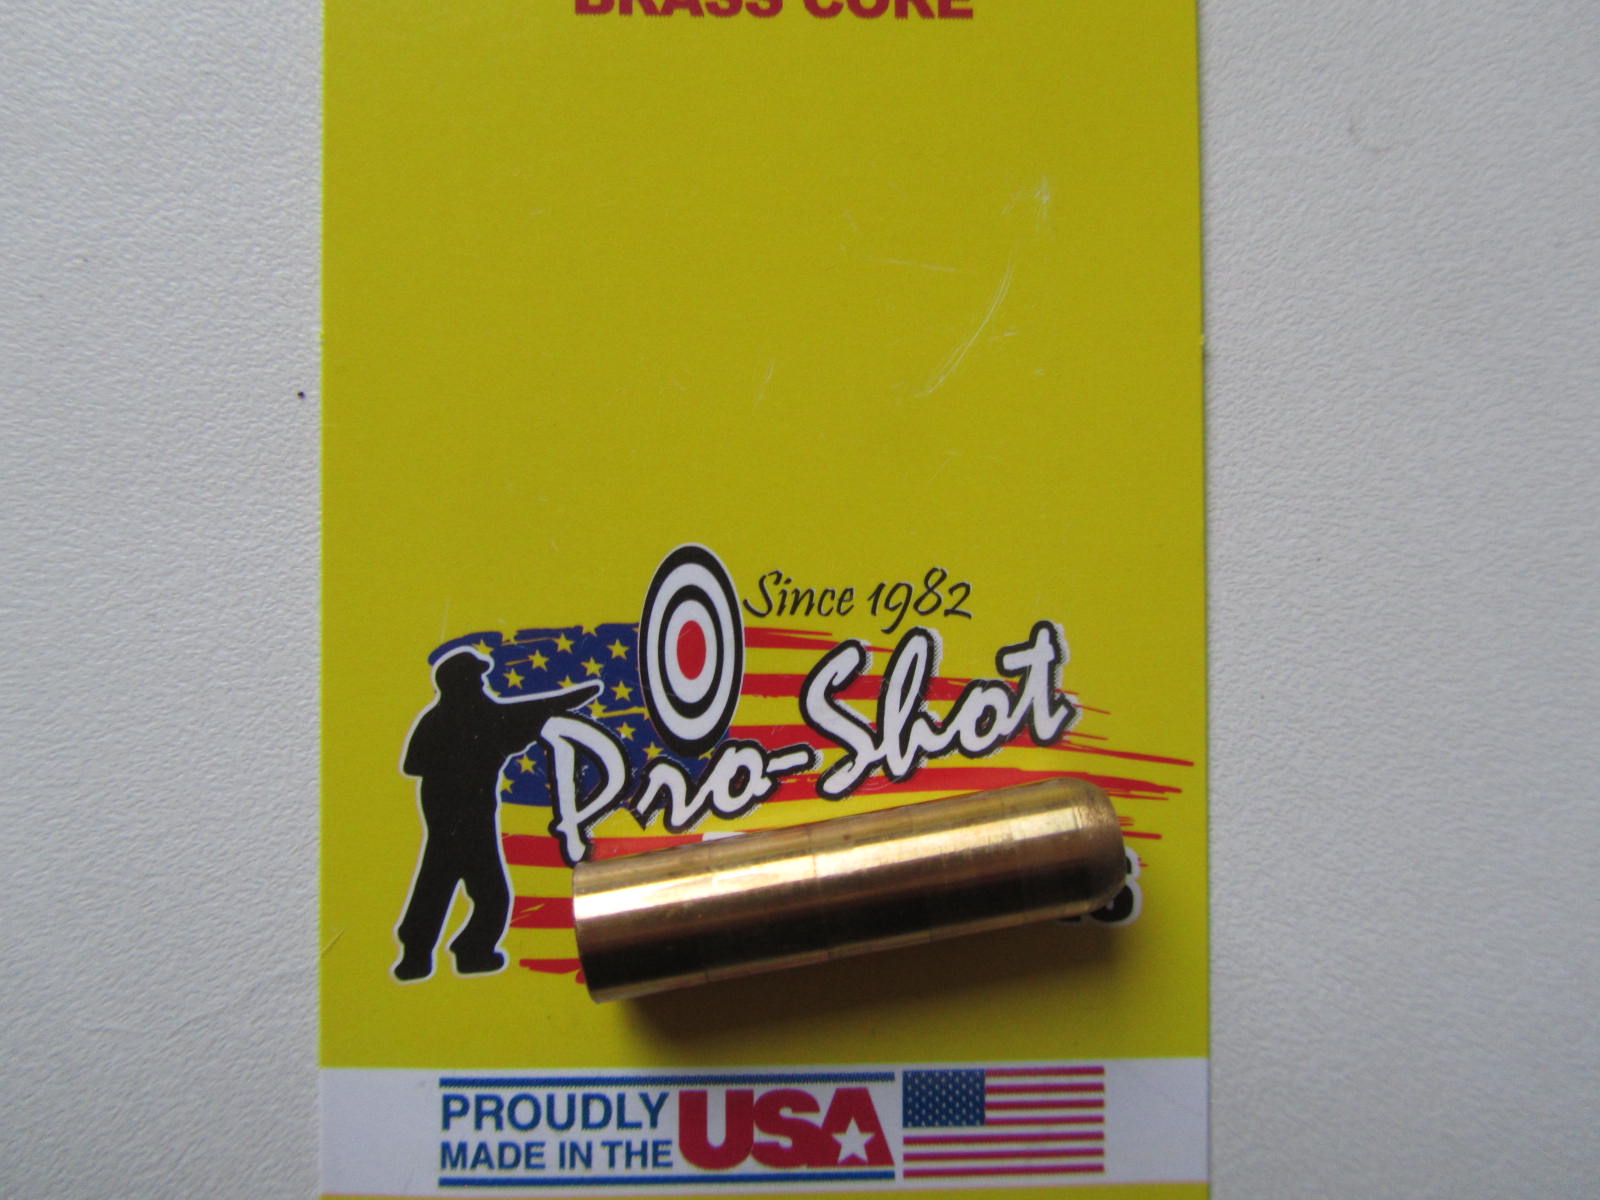 BRASS CORE
Since 1982
Pro-Shot
PROUDLY
MADE IN THE
USA